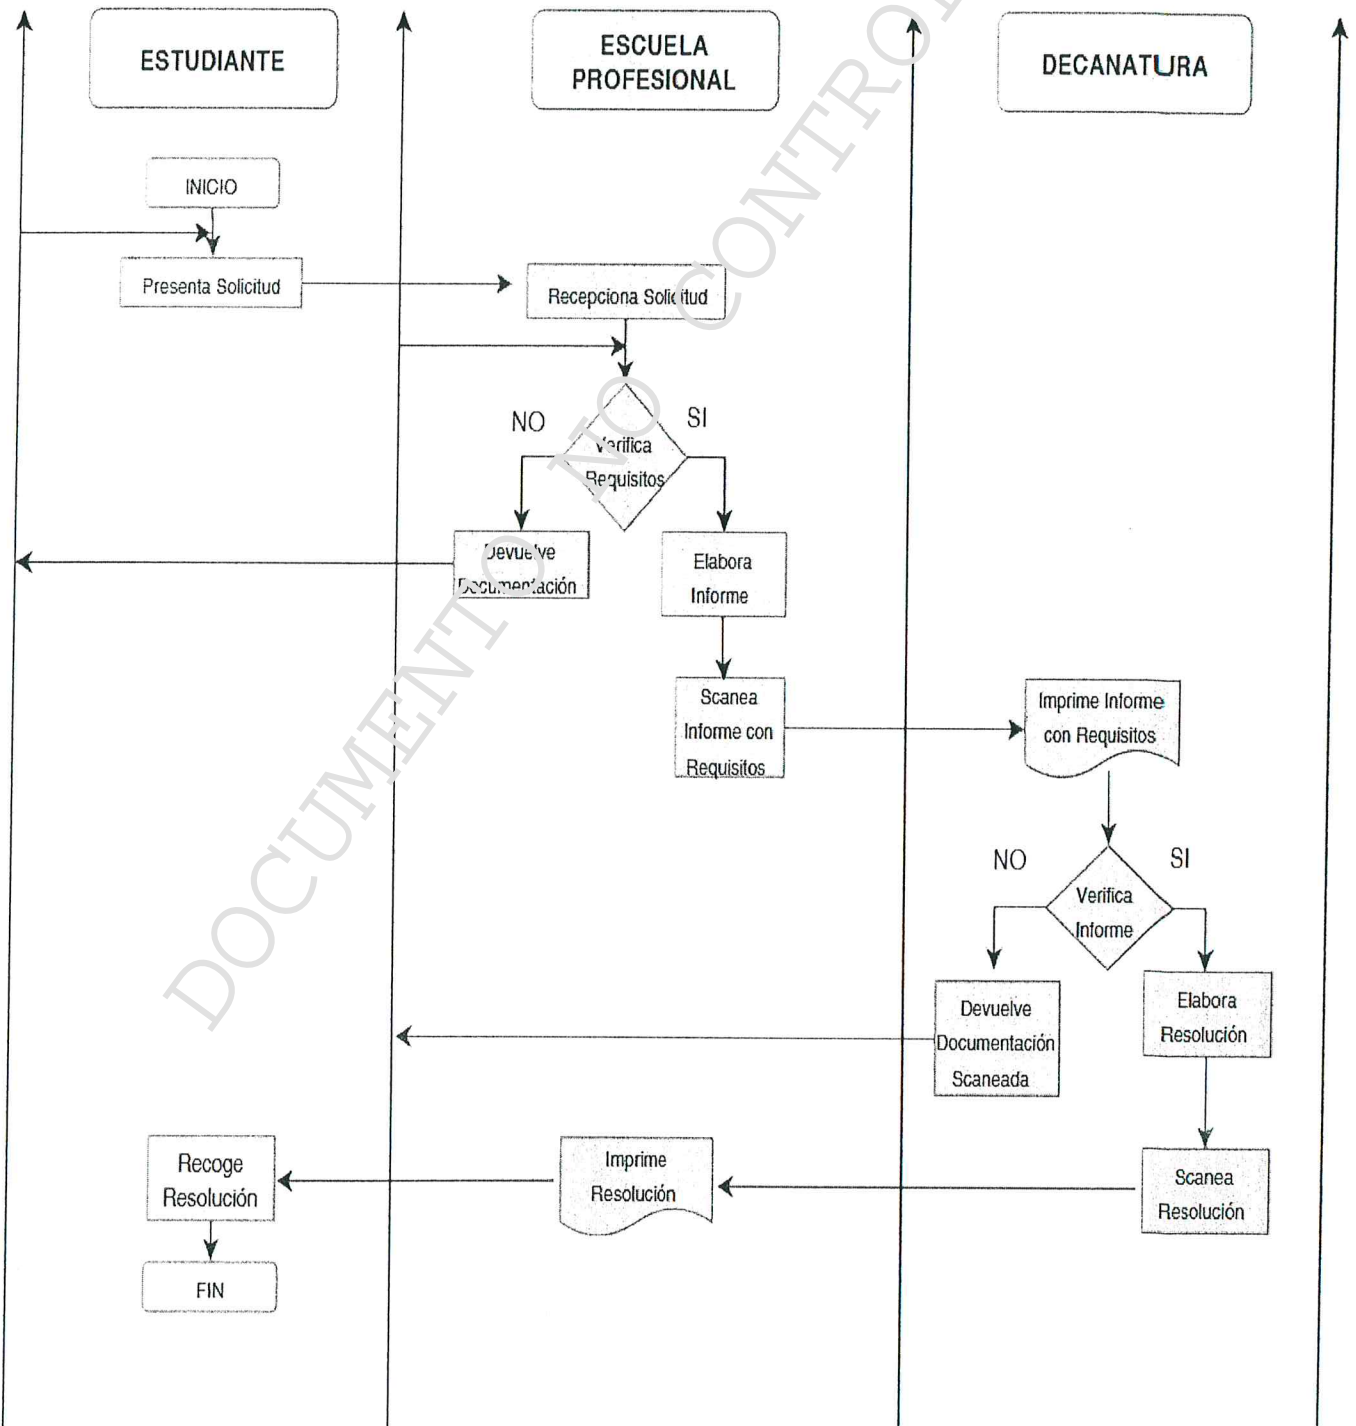 ESTUDIANTE
ESCUELA
PROFESIONAL
DECANATURA
INICIO
Presenta Solicitud
Recepciona Solicitud
NO
SI
Verifica
Requisitos
Devuelve
Documentación
Elabora
Informe
Scanea
Informe con
Requisitos
Imprime Informe
con Requisitos
NO
SI
Verifica
Informe
Devuelve
Documentación
Scaneada
Elabora
Resolución
Recoge
Resolución
Imprime
Resolución
Scanea
Resolución
FIN
DOCUMENTO NO